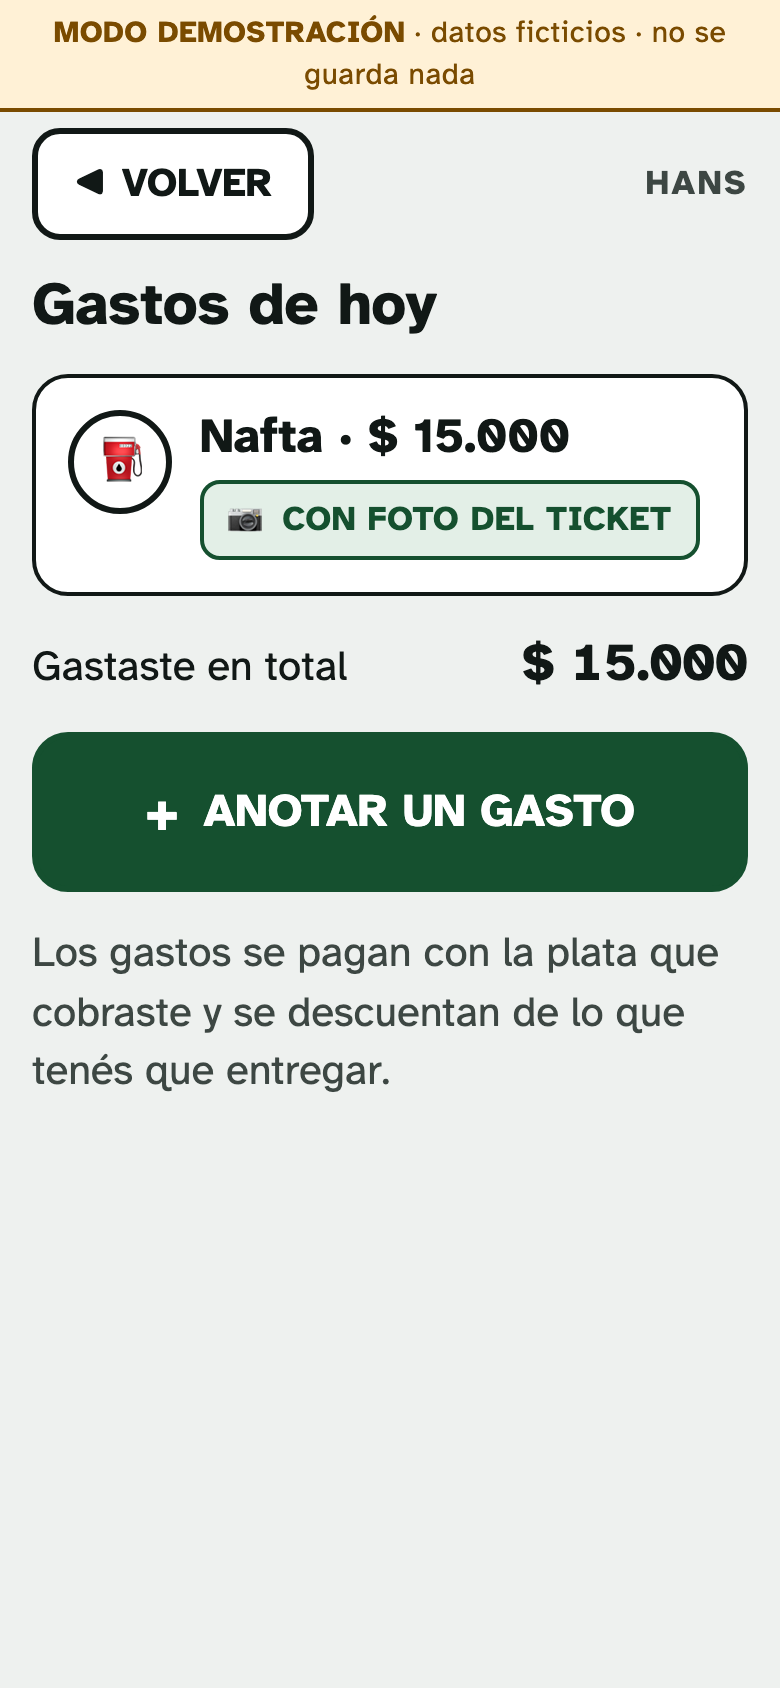 MODO DEMOSTRACIÓN · datos ficticios · no se
guarda nada
◀ VOLVER
HANS
Gastos de hoy
Nafta · $ 15.000
CON FOTO DEL TICKET
Gastaste en total
$ 15.000
+ ANOTAR UN GASTO
Los gastos se pagan con la plata que
cobraste y se descuentan de lo que
tenés que entregar.